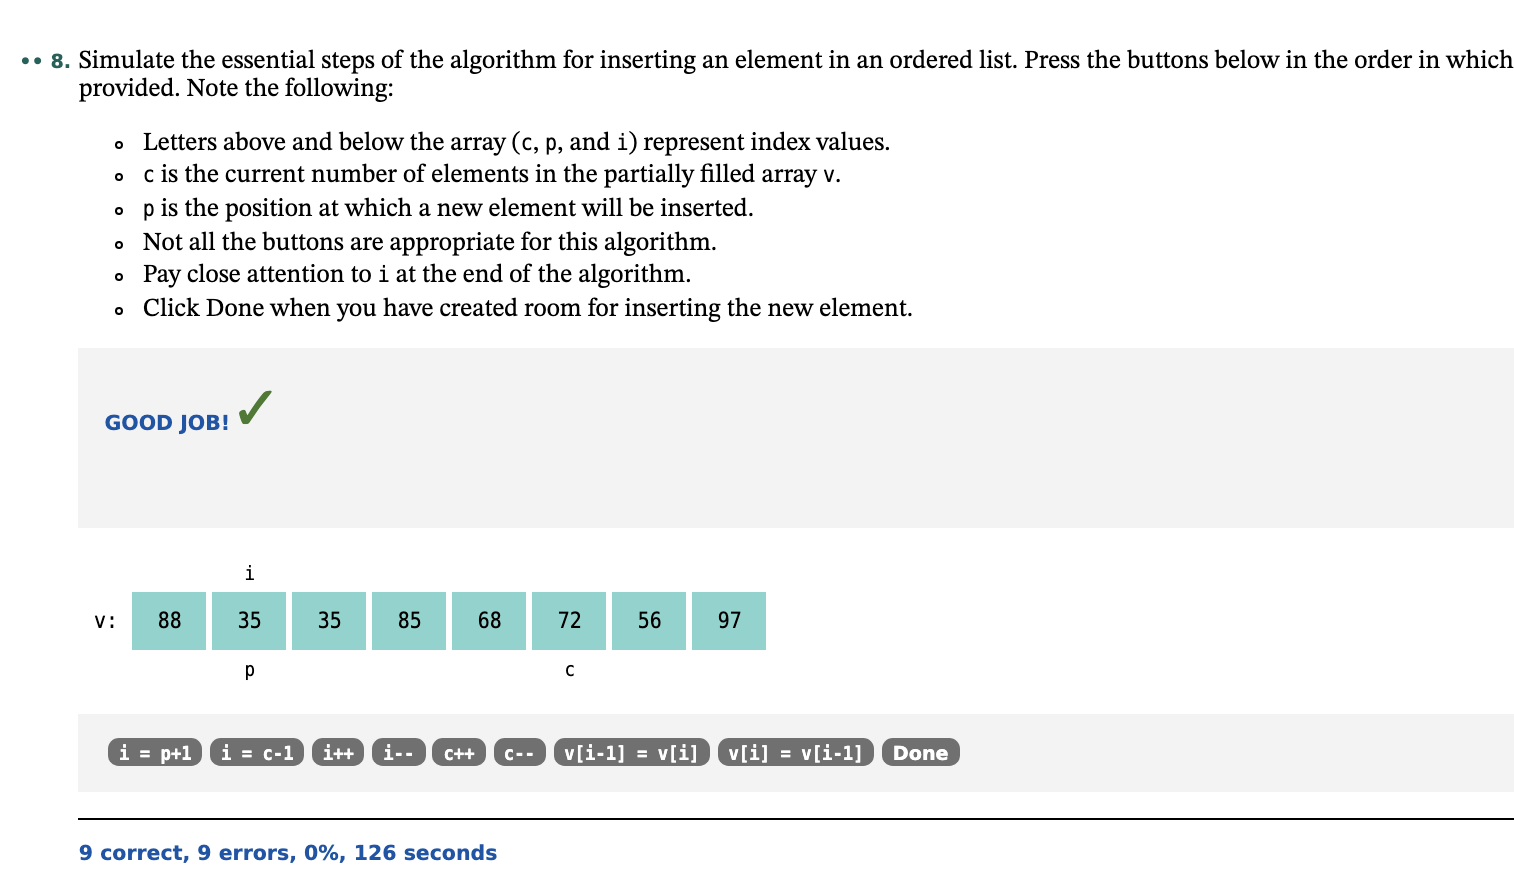 •• 8. Simulate the essential steps of the algorithm for inserting an element in an ordered list. Press the buttons below in the order in which
provided. Note the following:
Letters above and below the array (c, p, and i) represent index values.
c is the current number of elements in the partially filled array v.
p is the position at which a new element will be inserted.
Not all the buttons are appropriate for this algorithm.
Pay close attention to i at the end of the algorithm.
Click Done when you have created room for inserting the new element.
GOOD JOB! ✓
i
v: 88 35 35 85 68 72 56 97
p c
i = p+1 i = c-1 i++ i-- c++ c-- v[i-1] = v[i] v[i] = v[i-1] Done
9 correct, 9 errors, 0%, 126 seconds